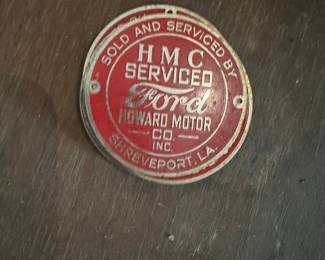 SOLD AND SERVICED BY
HMC
SERVICED
Ford
HOWARD MOTOR
CO.
INC.
SHREVEPORT, LA.